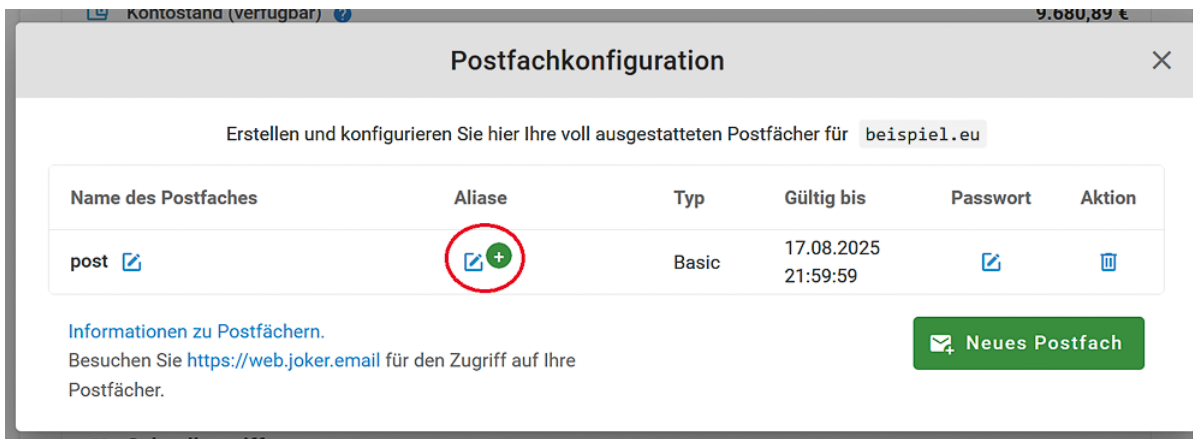 Kontostand (verfügbar) ?
9.680,89 €
Postfachkonfiguration
Erstellen und konfigurieren Sie hier Ihre voll ausgestatteten Postfächer für beispiel.eu
Name des Postfaches Aliase Typ Gültig bis Passwort Aktion
post Basic 17.08.2025
21:59:59
Informationen zu Postfächern.
Besuchen Sie https://web.joker.email für den Zugriff auf Ihre
Postfächer.
Neues Postfach